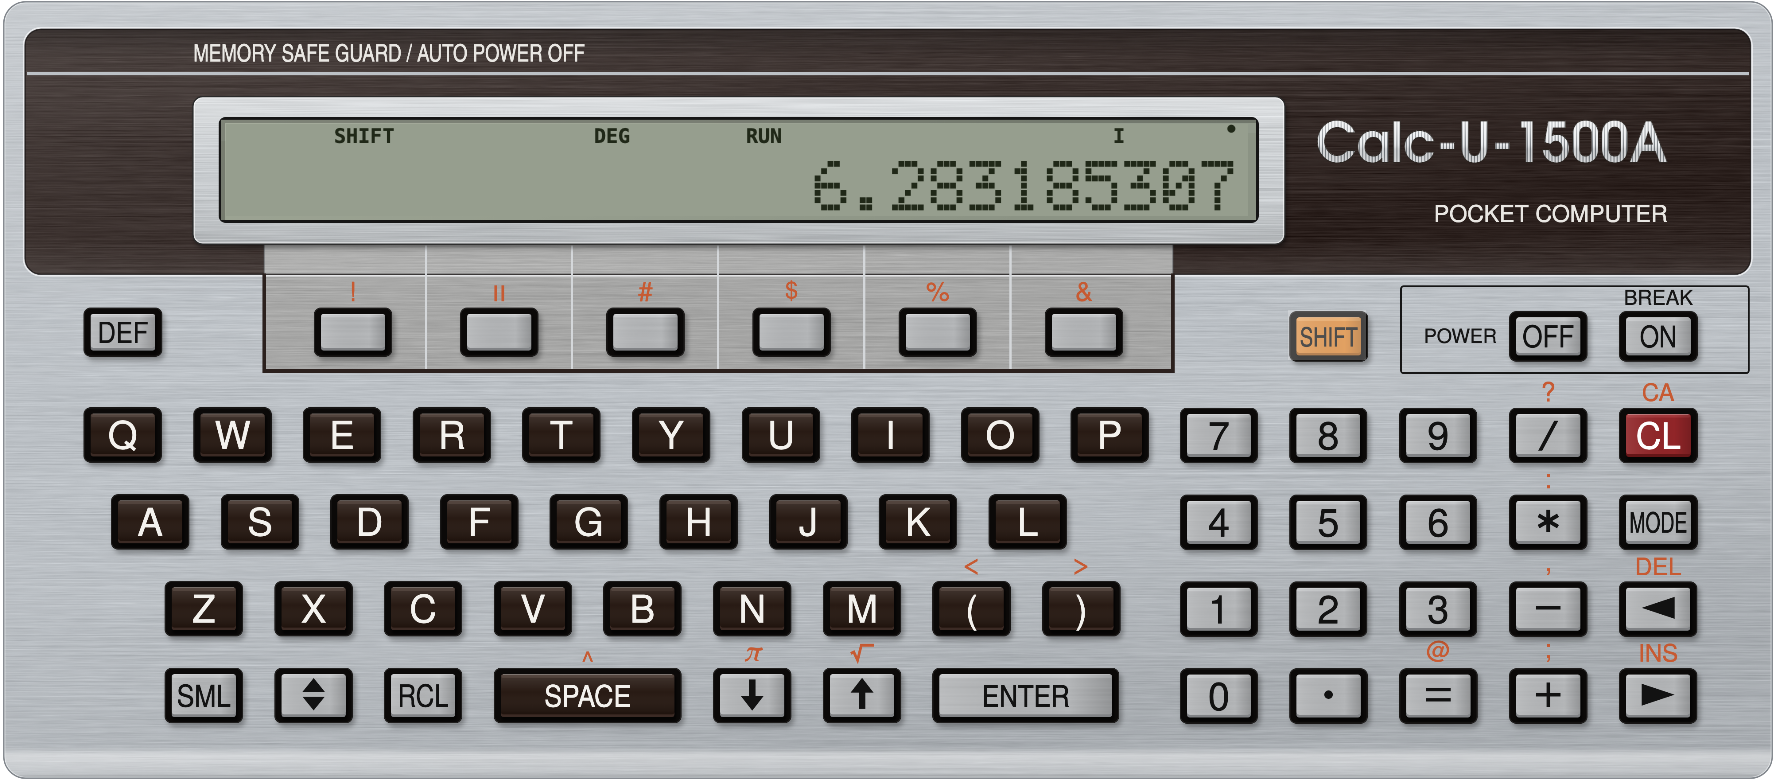 MEMORY SAFE GUARD / AUTO POWER OFF
SHIFT DEG RUN I
6.283185307
Calc-U-1500A
POCKET COMPUTER
! " # $ % &
BREAK
DEF SHIFT POWER OFF ON
? CA
Q W E R T Y U I O P 7 8 9 / CL
:
A S D F G H J K L 4 5 6 * MODE
< > , DEL
Z X C V B N M ( ) 1 2 3 − ◄
^ π √ @ ; INS
SML RCL SPACE ↓ ↑ ENTER 0 · = + ►